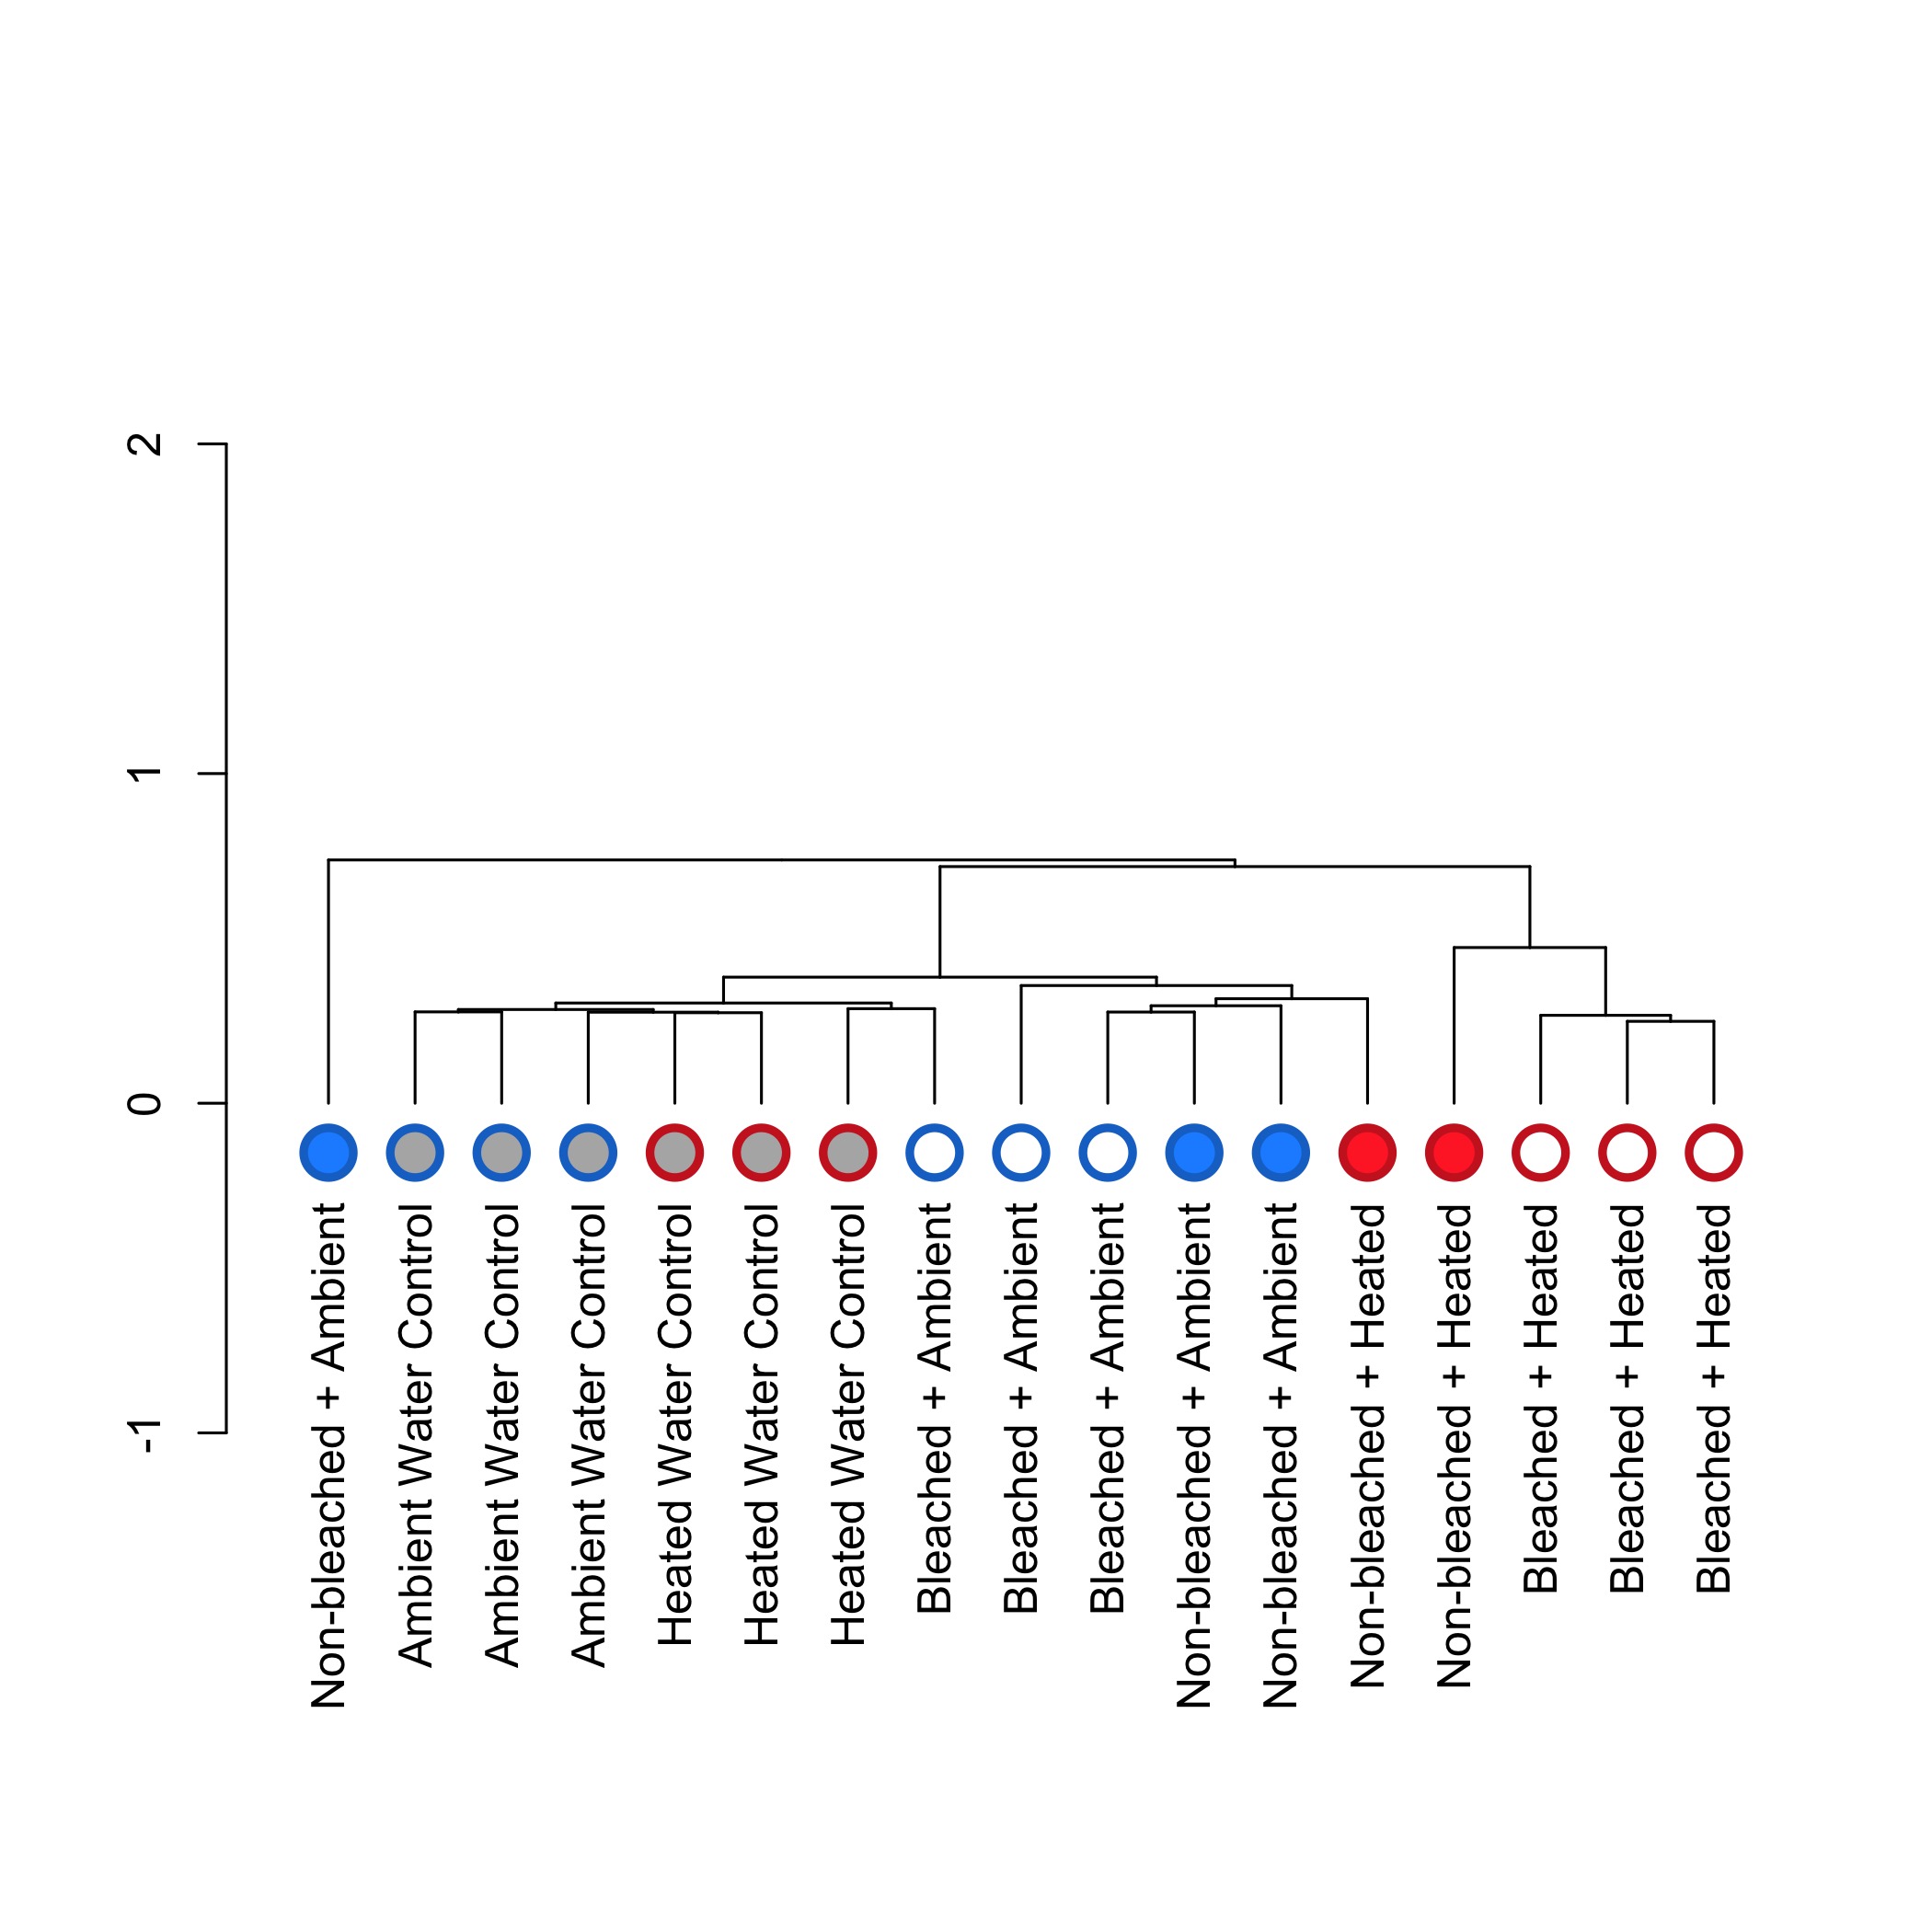 2
1
0
-1
Non-bleached + Ambient
Ambient Water Control
Ambient Water Control
Ambient Water Control
Heated Water Control
Heated Water Control
Heated Water Control
Bleached + Ambient
Bleached + Ambient
Bleached + Ambient
Non-bleached + Ambient
Non-bleached + Ambient
Non-bleached + Heated
Non-bleached + Heated
Bleached + Heated
Bleached + Heated
Bleached + Heated